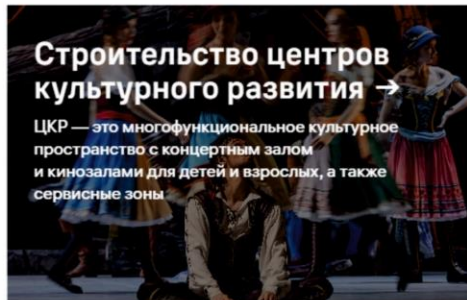 Строительство центров
культурного развития →
ЦКР — это многофункциональное культурное
пространство с концертным залом
и кинозалами для детей и взрослых, а также
сервисные зоны